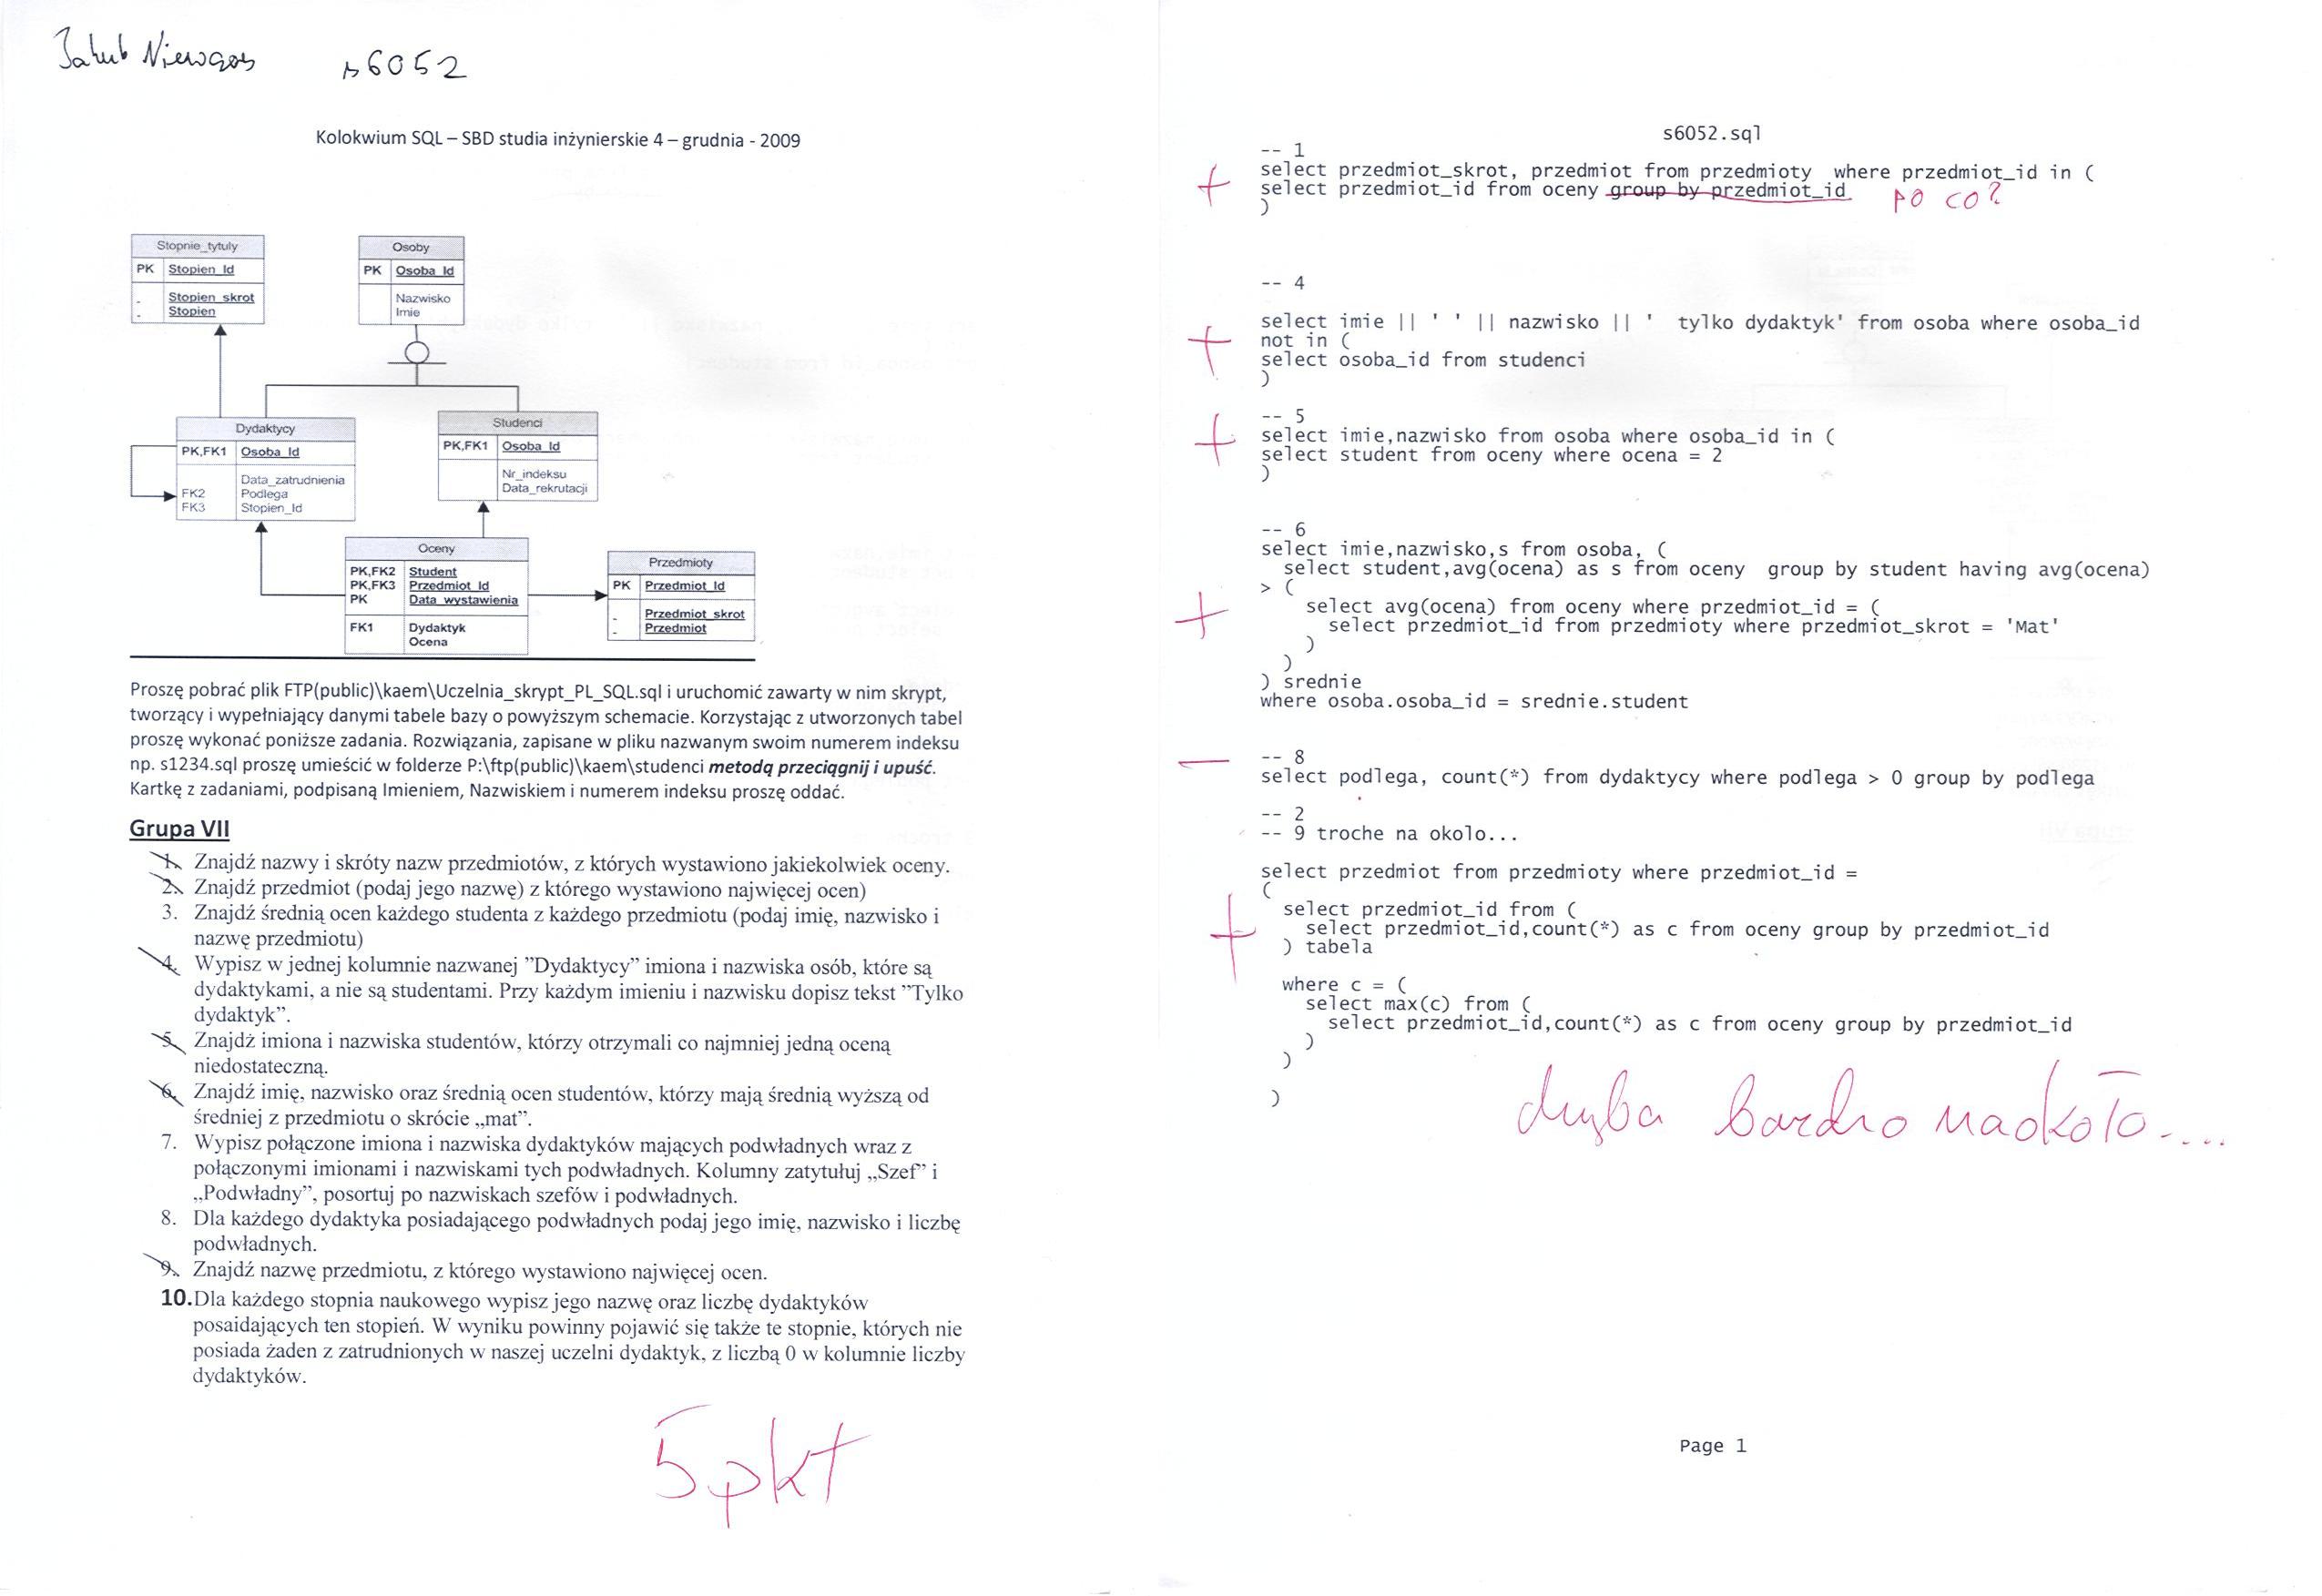 Jakub Niewgos
s6052
Kolokwium SQL – SBD studia inżynierskie 4 – grudnia - 2009
Stopnie_tytuly
PK Stopien_Id
Stopien_skrot
Stopien
Osoby
PK Osoba_Id
Nazwisko
Imie
Dydaktycy
PK,FK1 Osoba_Id
Data_zatrudnienia
FK2 Podlega
FK3 Stopien_Id
Studenci
PK,FK1 Osoba_Id
Nr_indeksu
Data_rekrutacji
Oceny
PK,FK2 Student
PK,FK3 Przedmiot_Id
PK Data_wystawienia
FK1 Dydaktyk
Ocena
Przedmioty
PK Przedmiot_Id
Przedmiot_skrot
Przedmiot
Proszę pobrać plik FTP(public)\kaem\Uczelnia_skrypt_PL_SQL.sql i uruchomić zawarty w nim skrypt,
tworzący i wypełniający danymi tabele bazy o powyższym schemacie. Korzystając z utworzonych tabel
proszę wykonać poniższe zadania. Rozwiązania, zapisane w pliku nazwanym swoim numerem indeksu
np. s1234.sql proszę umieścić w folderze P:\ftp(public)\kaem\studenci metodą przeciągnij i upuść.
Kartkę z zadaniami, podpisaną Imieniem, Nazwiskiem i numerem indeksu proszę oddać.
Grupa VII
1. Znajdź nazwy i skróty nazw przedmiotów, z których wystawiono jakiekolwiek oceny.
2. Znajdź przedmiot (podaj jego nazwę) z którego wystawiono najwięcej ocen)
3. Znajdź średnią ocen każdego studenta z każdego przedmiotu (podaj imię, nazwisko i
nazwę przedmiotu)
4. Wypisz w jednej kolumnie nazwanej ”Dydaktycy” imiona i nazwiska osób, które są
dydaktykami, a nie są studentami. Przy każdym imieniu i nazwisku dopisz tekst ”Tylko
dydaktyk”.
5. Znajdź imiona i nazwiska studentów, którzy otrzymali co najmniej jedną oceną
niedostateczną.
6. Znajdź imię, nazwisko oraz średnią ocen studentów, którzy mają średnią wyższą od
średniej z przedmiotu o skrócie „mat”.
7. Wypisz połączone imiona i nazwiska dydaktyków mających podwładnych wraz z
połączonymi imionami i nazwiskami tych podwładnych. Kolumny zatytułuj „Szef” i
„Podwładny”, posortuj po nazwiskach szefów i podwładnych.
8. Dla każdego dydaktyka posiadającego podwładnych podaj jego imię, nazwisko i liczbę
podwładnych.
9. Znajdź nazwę przedmiotu, z którego wystawiono najwięcej ocen.
10.Dla każdego stopnia naukowego wypisz jego nazwę oraz liczbę dydaktyków
posaidających ten stopień. W wyniku powinny pojawić się także te stopnie, których nie
posiada żaden z zatrudnionych w naszej uczelni dydaktyk, z liczbą 0 w kolumnie liczby
dydaktyków.
5 pkt
s6052.sql
-- 1
+ select przedmiot_skrot, przedmiot from przedmioty where przedmiot_id in (
select przedmiot_id from oceny group by przedmiot_id po co?
)
-- 4
+ select imie || ' ' || nazwisko || ' tylko dydaktyk' from osoba where osoba_id
not in (
select osoba_id from studenci
)
-- 5
+ select imie,nazwisko from osoba where osoba_id in (
select student from oceny where ocena = 2
)
-- 6
select imie,nazwisko,s from osoba, (
select student,avg(ocena) as s from oceny group by student having avg(ocena)
> (
+ select avg(ocena) from oceny where przedmiot_id = (
select przedmiot_id from przedmioty where przedmiot_skrot = 'Mat'
)
)
) srednie
where osoba.osoba_id = srednie.student
— -- 8
select podlega, count(*) from dydaktycy where podlega > 0 group by podlega
-- 2
-- 9 troche na okolo...
select przedmiot from przedmioty where przedmiot_id =
(
select przedmiot_id from (
+ select przedmiot_id,count(*) as c from oceny group by przedmiot_id
) tabela
where c = (
select max(c) from (
select przedmiot_id,count(*) as c from oceny group by przedmiot_id
)
)
)
chyba bardzo naokoło....
Page 1